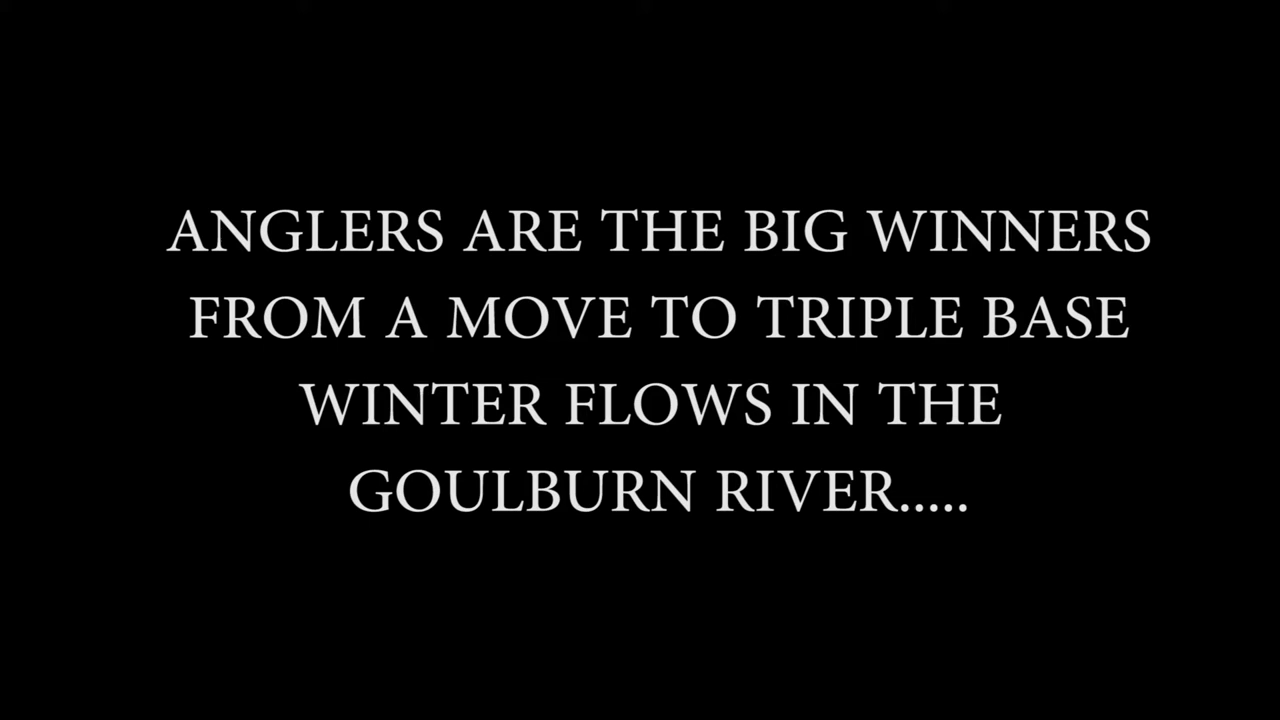 ANGLERS ARE THE BIG WINNERS
FROM A MOVE TO TRIPLE BASE
WINTER FLOWS IN THE
GOULBURN RIVER.....